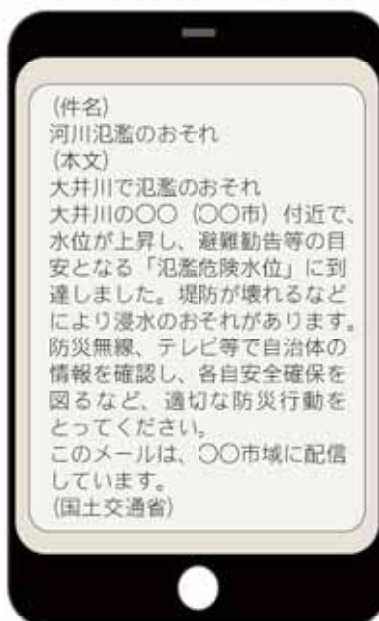 (件名)
河川氾濫のおそれ
(本文)
大井川で氾濫のおそれ
大井川の〇〇（〇〇市）付近で、
水位が上昇し、避難勧告等の目
安となる「氾濫危険水位」に到
達しました。堤防が壊れるなど
により浸水のおそれがあります。
防災無線、テレビ等で自治体の
情報を確認し、各自安全確保を
図るなど、適切な防災行動を
とってください。
このメールは、〇〇市域に配信
しています。
(国土交通省)